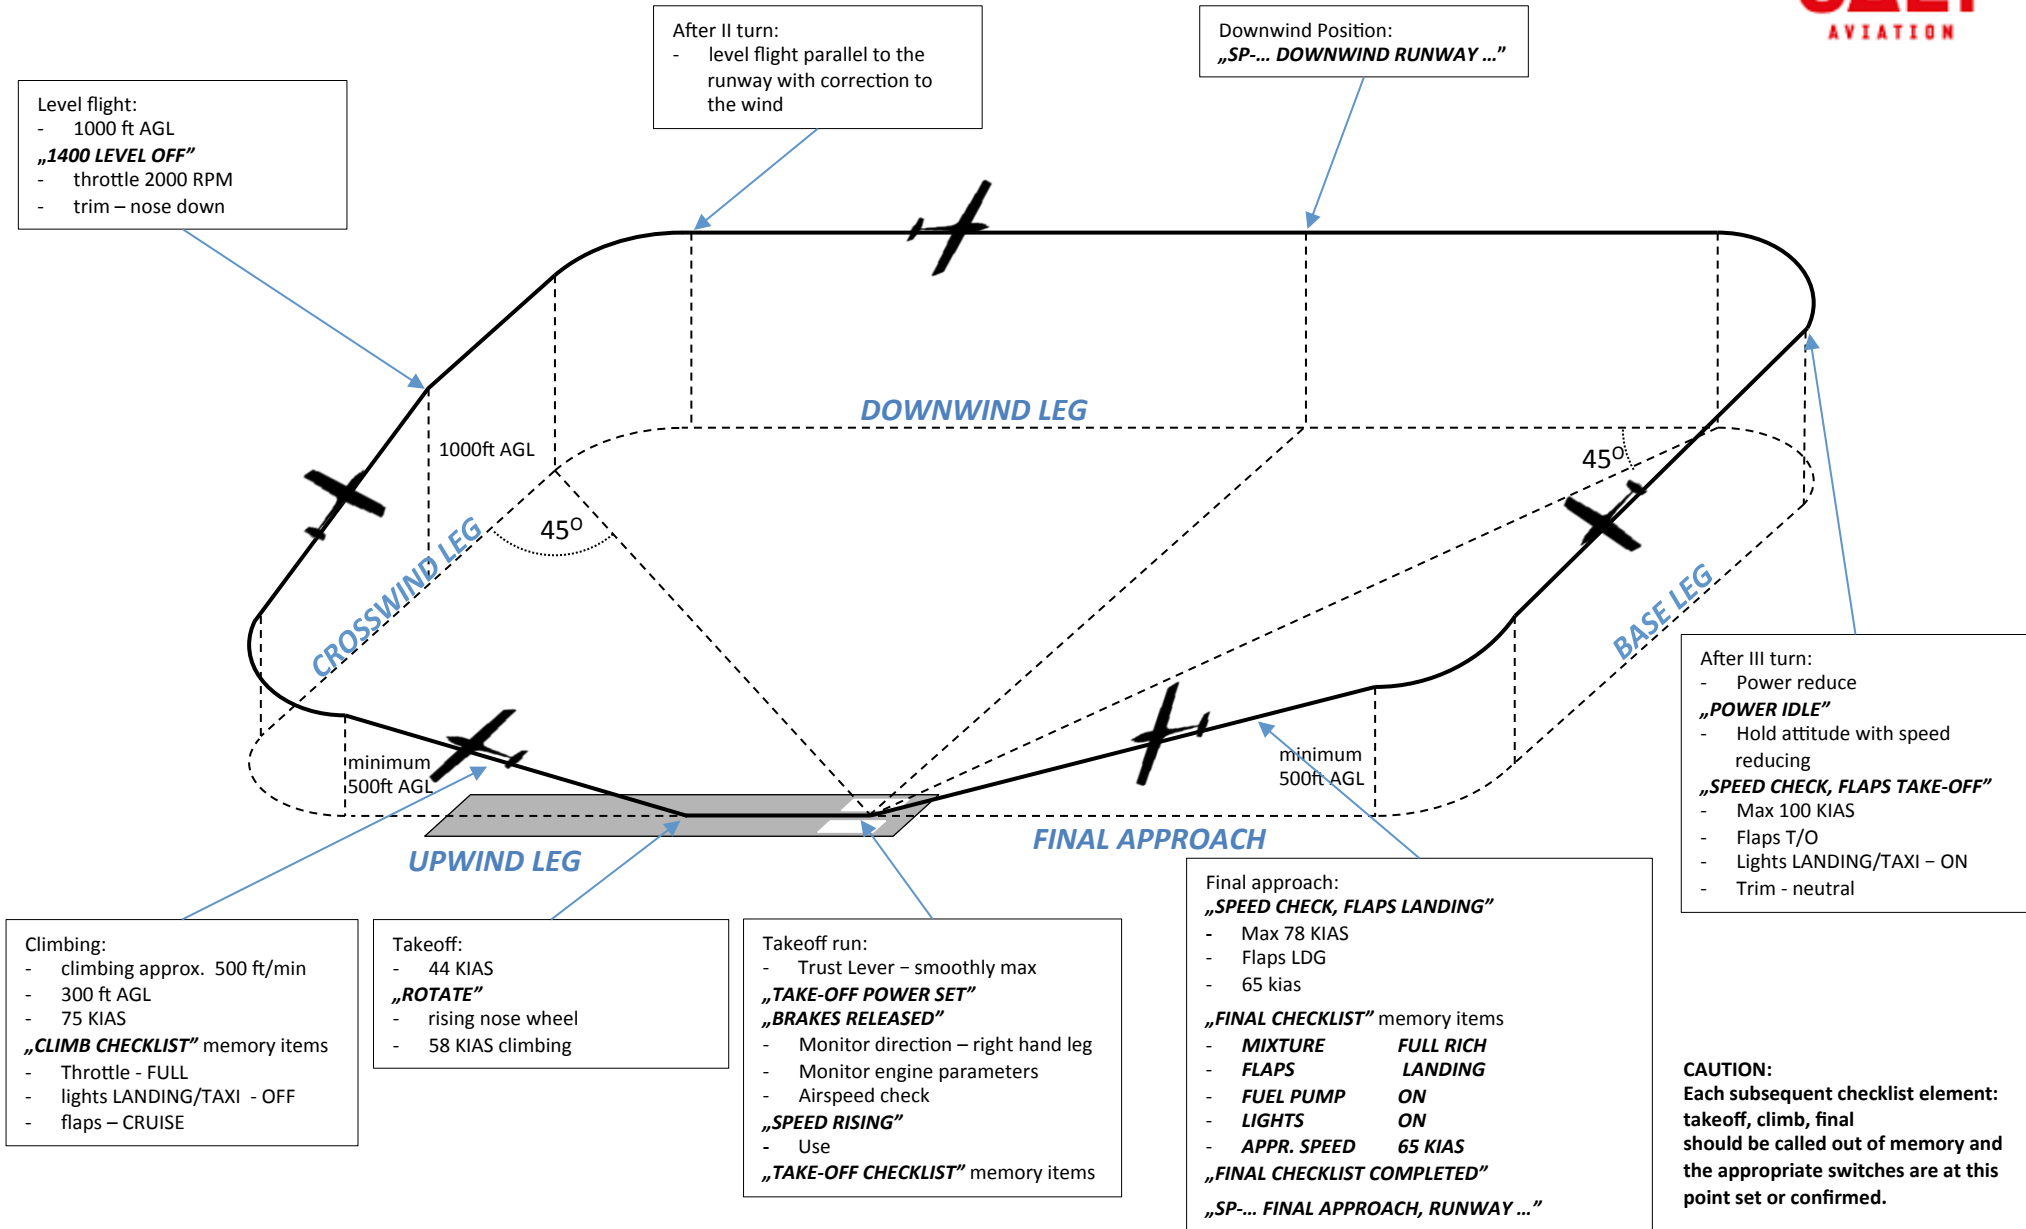 AVIATION
After II turn:
- level flight parallel to the
runway with correction to
the wind
Downwind Position:
„SP-... DOWNWIND RUNWAY ...”
Level flight:
- 1000 ft AGL
„1400 LEVEL OFF”
- throttle 2000 RPM
- trim – nose down
DOWNWIND LEG
1000ft AGL
45O
45O
CROSSWIND LEG
BASE LEG
minimum
500ft AGL
minimum
500ft AGL
UPWIND LEG
FINAL APPROACH
After III turn:
- Power reduce
„POWER IDLE”
- Hold attitude with speed
reducing
„SPEED CHECK, FLAPS TAKE-OFF”
- Max 100 KIAS
- Flaps T/O
- Lights LANDING/TAXI – ON
- Trim - neutral
Climbing:
- climbing approx. 500 ft/min
- 300 ft AGL
- 75 KIAS
„CLIMB CHECKLIST” memory items
- Throttle - FULL
- lights LANDING/TAXI - OFF
- flaps – CRUISE
Takeoff:
- 44 KIAS
„ROTATE”
- rising nose wheel
- 58 KIAS climbing
Takeoff run:
- Trust Lever – smoothly max
„TAKE-OFF POWER SET”
„BRAKES RELEASED”
- Monitor direction – right hand leg
- Monitor engine parameters
- Airspeed check
„SPEED RISING”
- Use
„TAKE-OFF CHECKLIST” memory items
Final approach:
„SPEED CHECK, FLAPS LANDING”
- Max 78 KIAS
- Flaps LDG
- 65 kias
„FINAL CHECKLIST” memory items
- MIXTURE FULL RICH
- FLAPS LANDING
- FUEL PUMP ON
- LIGHTS ON
- APPR. SPEED 65 KIAS
„FINAL CHECKLIST COMPLETED”
„SP-... FINAL APPROACH, RUNWAY ...”
CAUTION:
Each subsequent checklist element:
takeoff, climb, final
should be called out of memory and
the appropriate switches are at this
point set or confirmed.